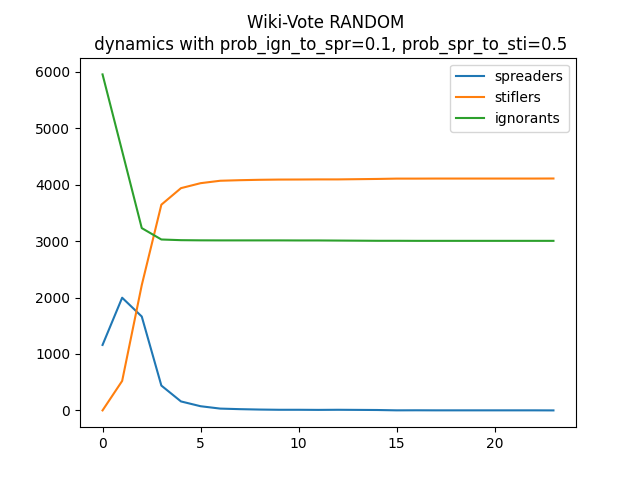 Wiki-Vote RANDOM
dynamics with prob_ign_to_spr=0.1, prob_spr_to_sti=0.5
spreaders
stiflers
ignorants
6000
5000
4000
3000
2000
1000
0
0 5 10 15 20